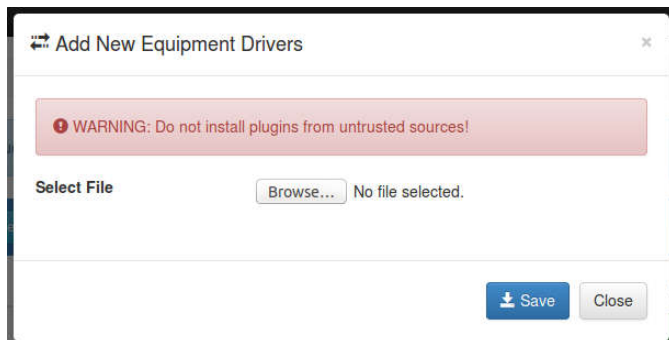 Add New Equipment Drivers
×
WARNING: Do not install plugins from untrusted sources!
Select File
Browse... No file selected.
Save Close